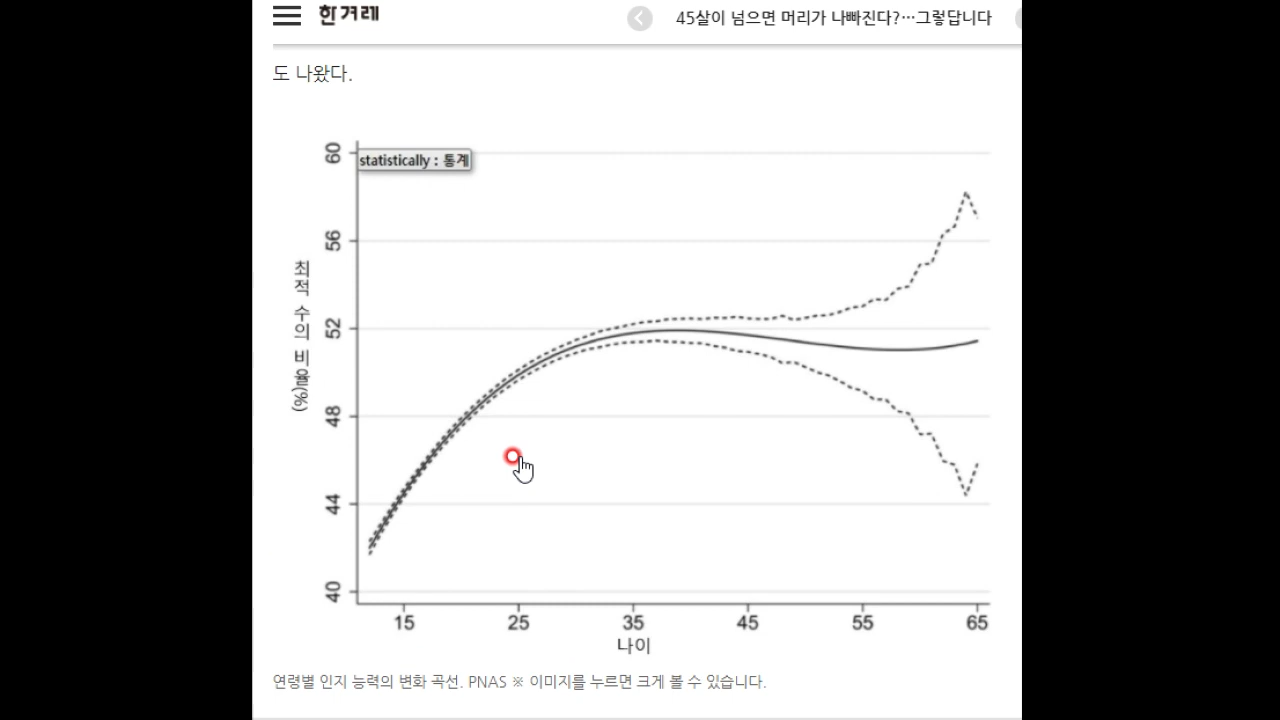 한겨레
45살이 넘으면 머리가 나빠진다?…그렇답니다
도 나왔다.
statistically : 통계
최적 수의 비율(%)
60
56
52
48
44
40
15 25 35 45 55 65
나이
연령별 인지 능력의 변화 곡선. PNAS ※ 이미지를 누르면 크게 볼 수 있습니다.